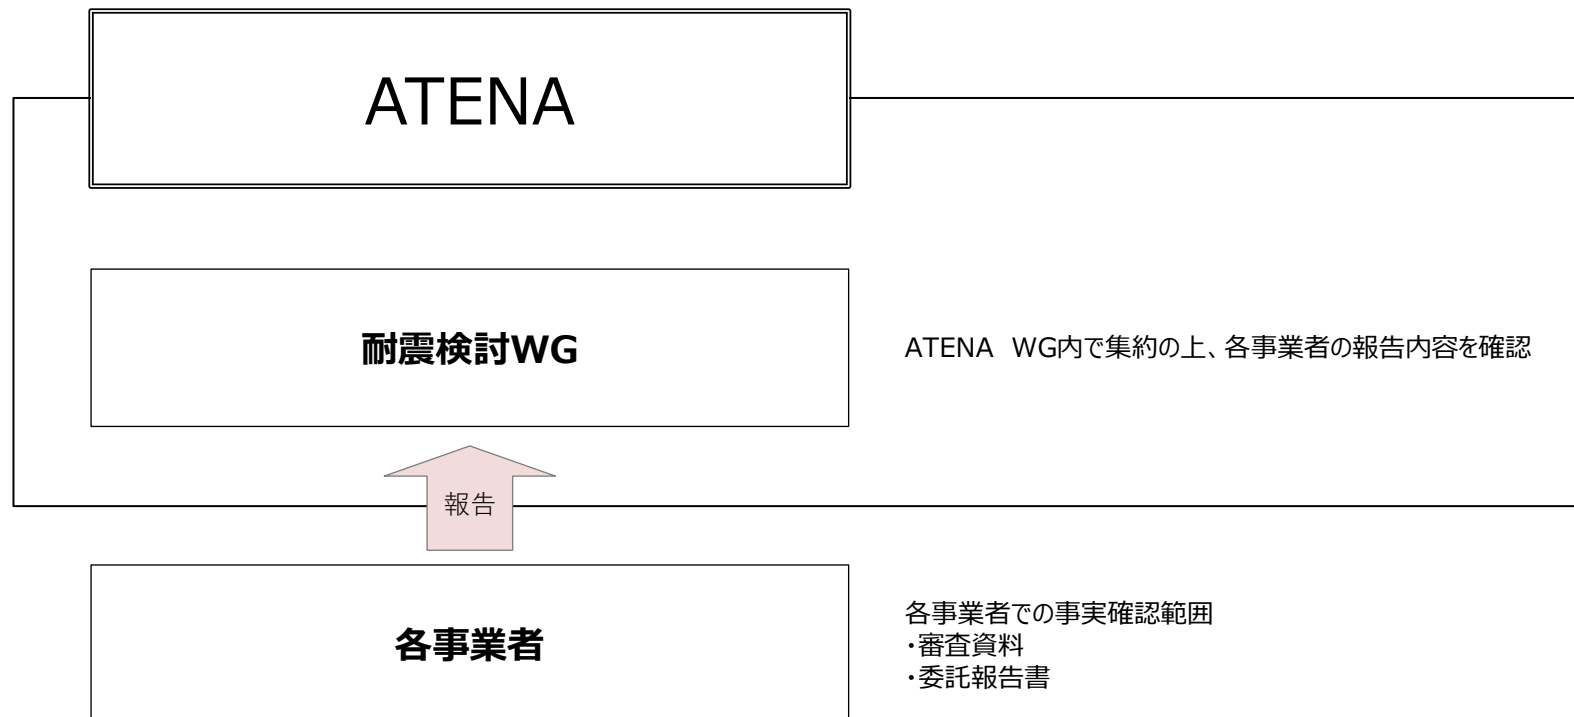 ATENA
耐震検討WG
ATENA　WG内で集約の上、各事業者の報告内容を確認
報告
各事業者
各事業者での事実確認範囲
・審査資料
・委託報告書